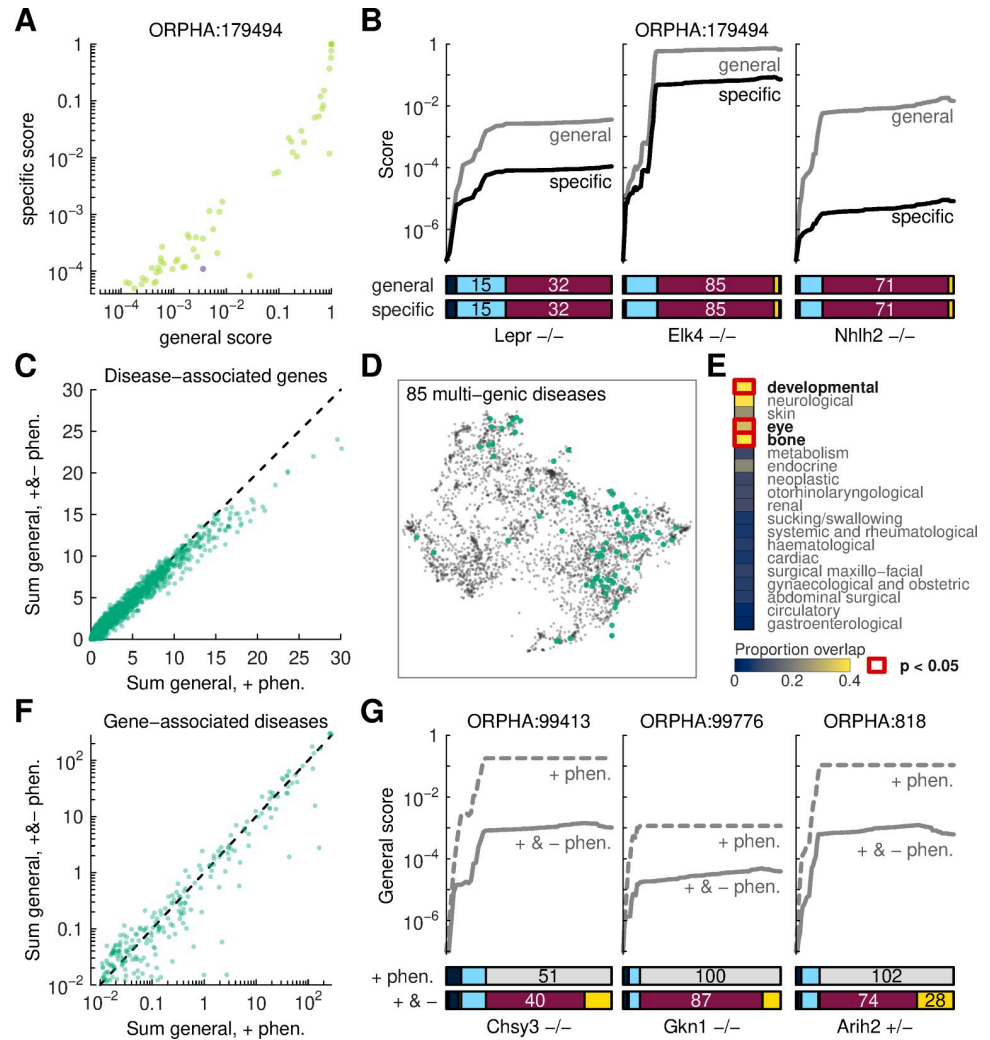 A
ORPHA:179494
1
0.1
10−2
10−3
10−4
specific score
10−4
10−3
10−2
0.1
1
general score
B
ORPHA:179494
Score
1
10−2
10−4
10−6
general
specific
general
specific
general
specific
general
15
32
85
71
specific
15
32
85
71
Lepr −/−
Elk4 −/−
Nhlh2 −/−
C
Disease−associated genes
30
25
20
15
10
5
0
Sum general, +&− phen.
0
5
10
15
20
25
30
Sum general, + phen.
D
85 multi−genic diseases
E
developmental
neurological
skin
eye
bone
metabolism
endocrine
neoplastic
otorhinolaryngological
renal
sucking/swallowing
systemic and rheumatological
haematological
cardiac
surgical maxillo−facial
gynaecological and obstetric
abdominal surgical
circulatory
gastroenterological
Proportion overlap
0
0.2
0.4
p < 0.05
F
Gene−associated diseases
102
10
1
0.1
10−2
Sum general, +&− phen.
10−2
0.1
1
10
102
Sum general, + phen.
G
ORPHA:99413
ORPHA:99776
ORPHA:818
General score
1
10−2
10−4
10−6
+ phen.
+ & − phen.
+ phen.
+ & − phen.
+ phen.
+ & − phen.
+ phen.
51
100
102
+ & −
40
87
74
28
Chsy3 −/−
Gkn1 −/−
Arih2 +/−